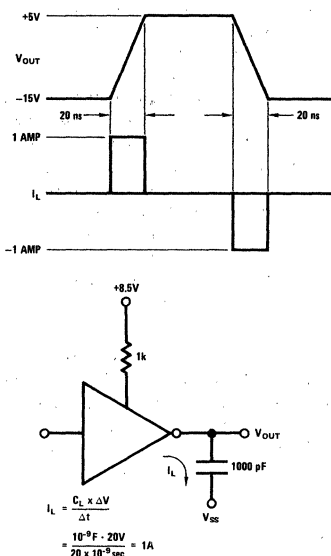 +5V
VOUT
−15V
20 ns
20 ns
1 AMP
IL
−1 AMP
+8.5V
1k
VOUT
IL
1000 pF
VSS
IL = CL × ΔV / Δt
= 10⁻⁹F · 20V / 20 × 10⁻⁹ sec = 1A